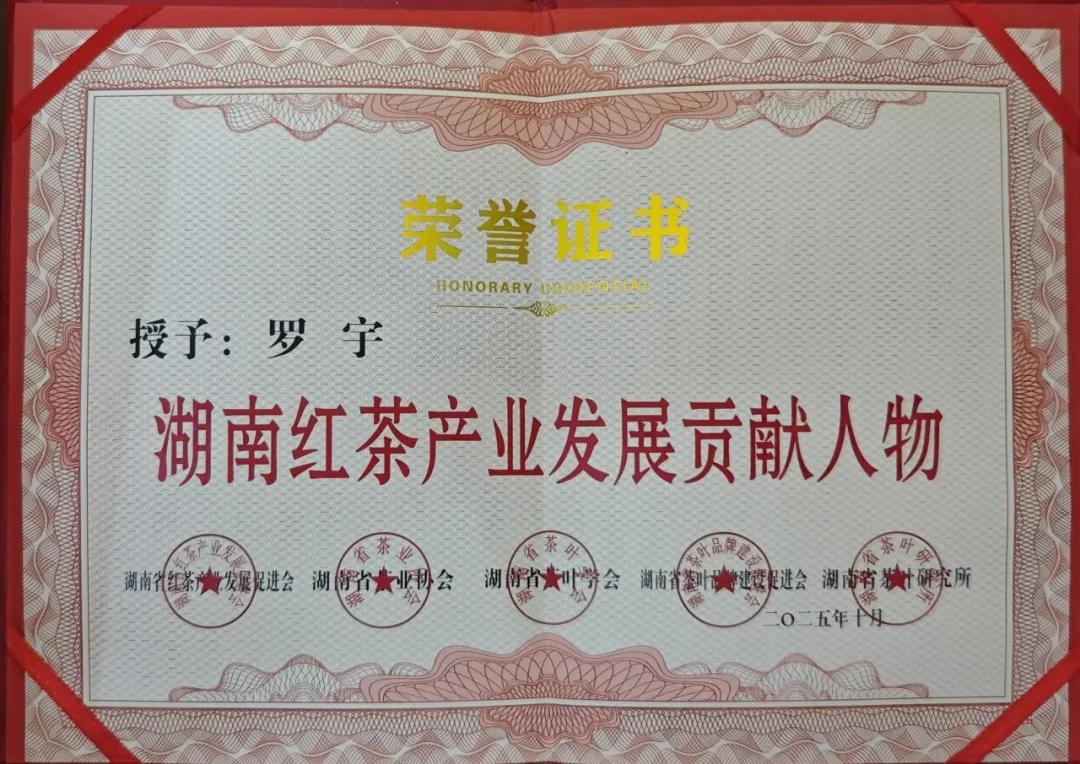 荣誉证书
HONORARY CREDENTIAL
授予：罗 宇
湖南红茶产业发展贡献人物
湖南省红茶产业发展促进会 湖南省茶业协会 湖南省茶叶学会 湖南省茶叶品牌建设促进会 湖南省茶叶研究所
二〇二五年十月